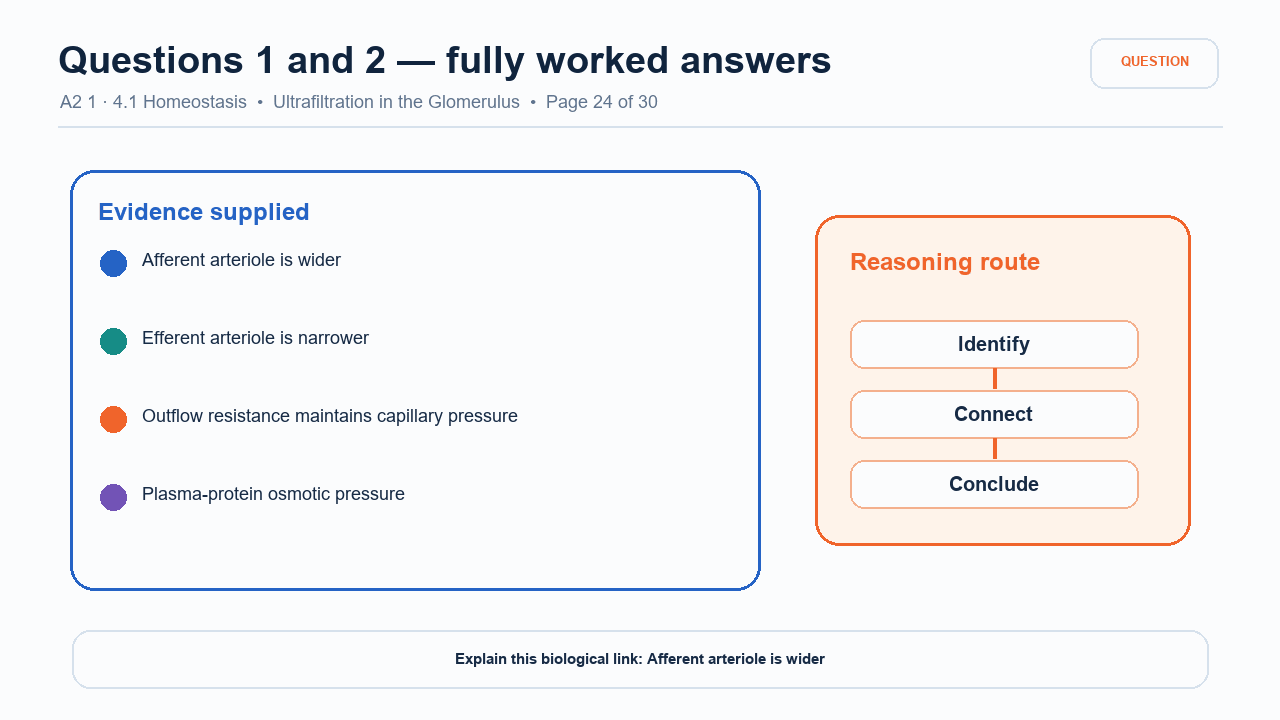 Questions 1 and 2 — fully worked answers
QUESTION
A2 1 · 4.1 Homeostasis • Ultrafiltration in the Glomerulus • Page 24 of 30
Evidence supplied
Afferent arteriole is wider
Efferent arteriole is narrower
Outflow resistance maintains capillary pressure
Plasma-protein osmotic pressure
Reasoning route
Identify
Connect
Conclude
Explain this biological link: Afferent arteriole is wider